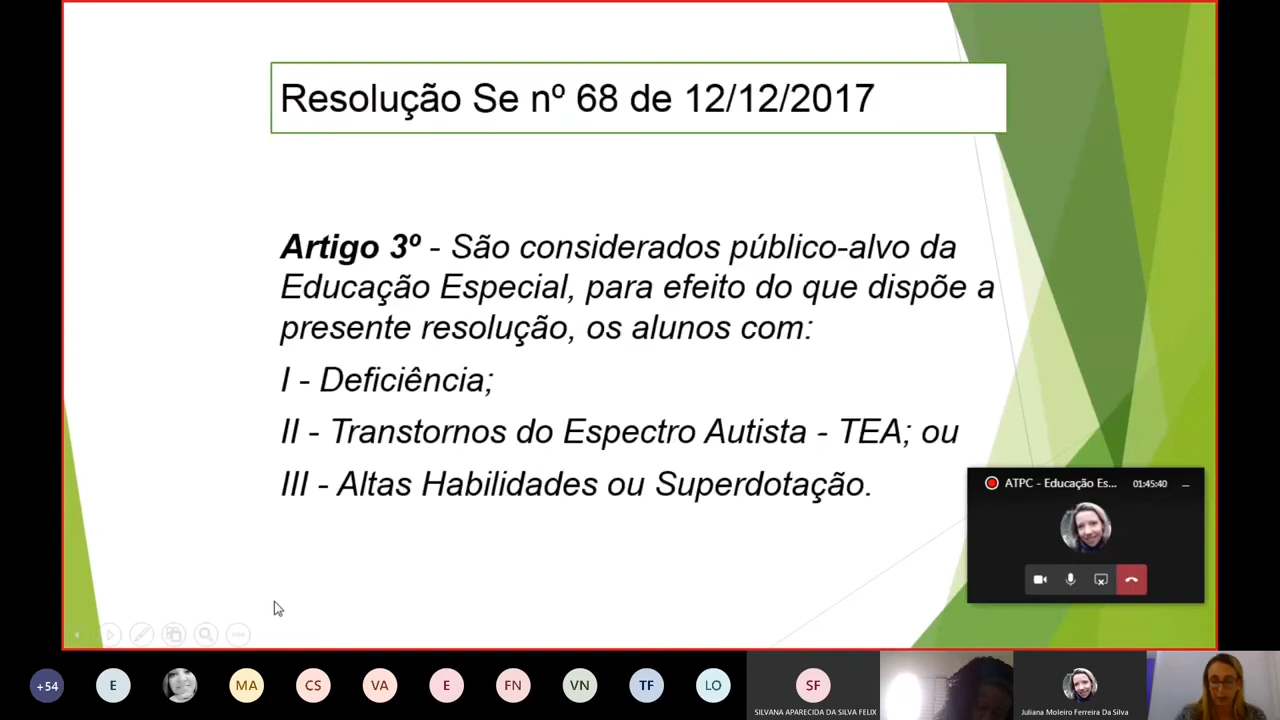 Resolução Se nº 68 de 12/12/2017
Artigo 3º - São considerados público-alvo da
Educação Especial, para efeito do que dispõe a
presente resolução, os alunos com:
I - Deficiência;
II - Transtornos do Espectro Autista - TEA; ou
III - Altas Habilidades ou Superdotação.
ATPC - Educação Es... 01:45:40
+54 E MA CS VA E FN VN TF LO SF
SILVANA APARECIDA DA SILVA FELIX
Juliana Moleiro Ferreira Da Silva